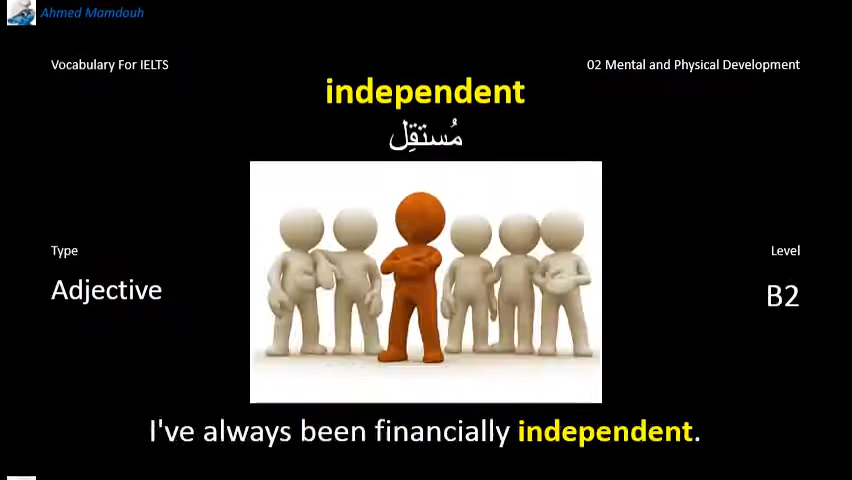 Ahmed Mamdouh
Vocabulary For IELTS
02 Mental and Physical Development
independent
مُستقِل
Type
Level
Adjective
B2
I've always been financially independent.